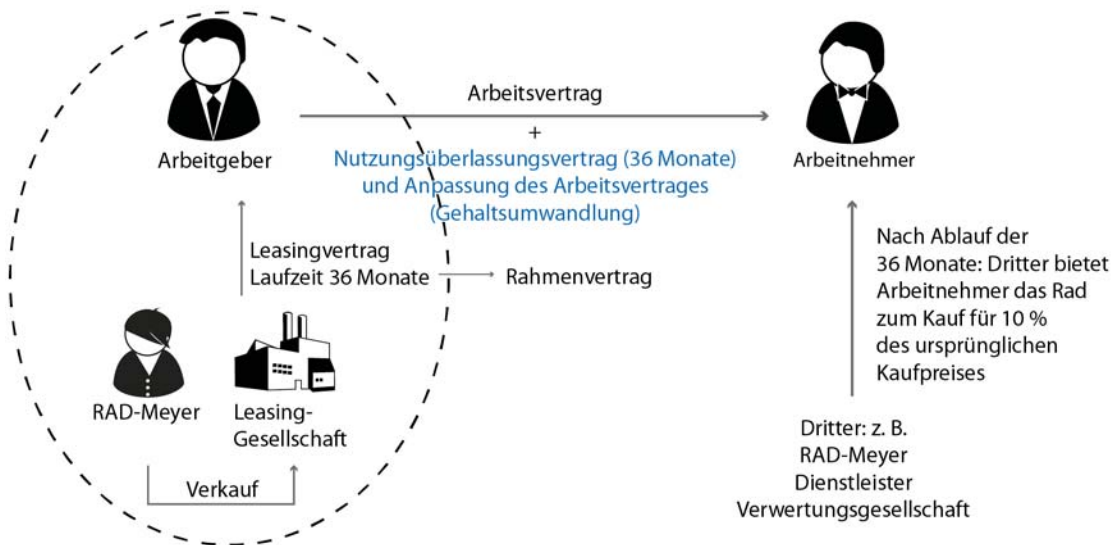 Arbeitgeber
Arbeitsvertrag
+
Nutzungsüberlassungsvertrag (36 Monate)
und Anpassung des Arbeitsvertrages
(Gehaltsumwandlung)
Arbeitnehmer
Leasingvertrag
Laufzeit 36 Monate
Rahmenvertrag
RAD-Meyer
Leasing-
Gesellschaft
Verkauf
Nach Ablauf der
36 Monate: Dritter bietet
Arbeitnehmer das Rad
zum Kauf für 10 %
des ursprünglichen
Kaufpreises
Dritter: z. B.
RAD-Meyer
Dienstleister
Verwertungsgesellschaft